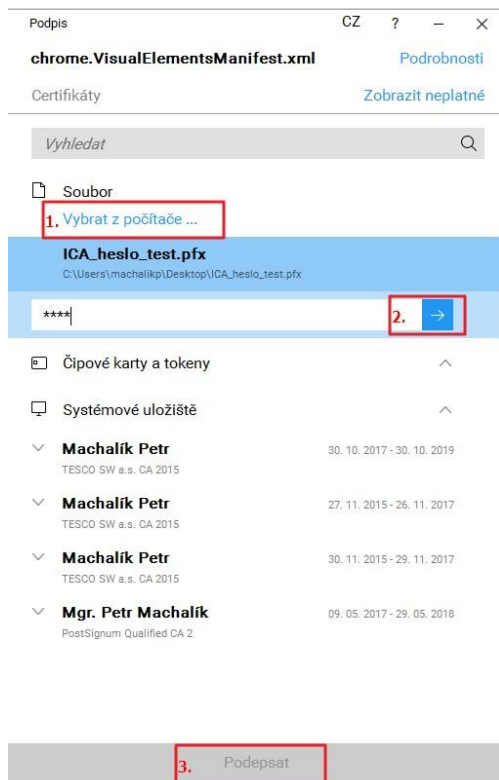 Podpis CZ ? – ×
chrome.VisualElementsManifest.xml Podrobnosti
Certifikáty Zobrazit neplatné
Vyhledat
Soubor
1. Vybrat z počítače ...
ICA_heslo_test.pfx
C:\Users\machalikp\Desktop\ICA_heslo_test.pfx
**** 2. →
Čipové karty a tokeny
Systémové uložiště
Machalík Petr 30. 10. 2017 - 30. 10. 2019
TESCO SW a.s. CA 2015
Machalík Petr 27. 11. 2015 - 26. 11. 2017
TESCO SW a.s. CA 2015
Machalík Petr 30. 11. 2015 - 29. 11. 2017
TESCO SW a.s. CA 2015
Mgr. Petr Machalík 09. 05. 2017 - 29. 05. 2018
PostSignum Qualified CA 2
3. Podepsat